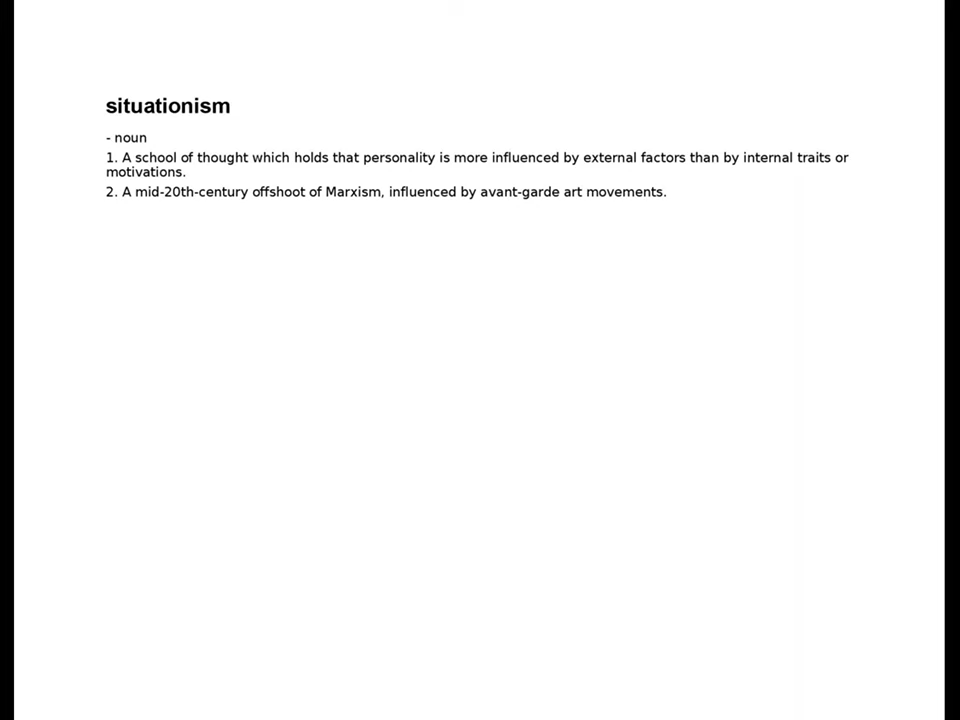 situationism
- noun
1. A school of thought which holds that personality is more influenced by external factors than by internal traits or
motivations.
2. A mid-20th-century offshoot of Marxism, influenced by avant-garde art movements.